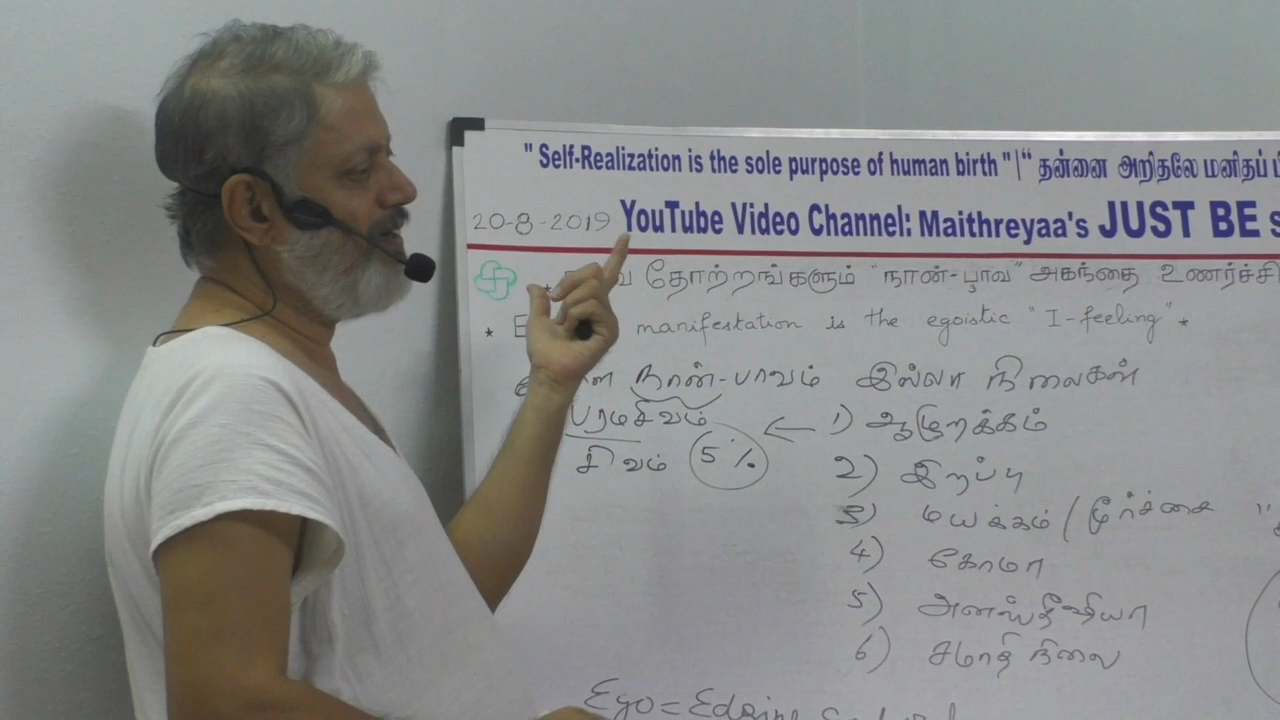 " Self-Realization is the sole purpose of human birth " | “ தன்னை அறிதலே மனிதப்
20-8-2019 YouTube Video Channel: Maithreyaa's JUST BE
தோற்றங்களும் "நான்-பாவ" அகந்தை உணர்ச்சி
* manifestation is the egoistic "I-feeling" *
நான்-பாவம் இல்லா நிலைகள்
பரமசிவம் ← 1) ஆழுறக்கம்
சிவம் 5%
2) இறப்பு
3) மயக்கம் / மூர்ச்சை
4) கோமா
5) அனஸ்தீஷியா
6) சமாதி நிலை
Ego = Edging